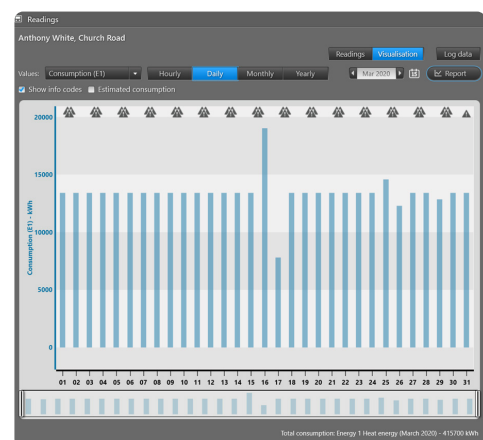 Readings
Anthony White, Church Road
Readings Visualisation Log data
Values: Consumption (E1) Hourly Daily Monthly Yearly Mar 2020 Report
Show info codes Estimated consumption
20000
15000
10000
5000
0
Consumption (E1) - kWh
01 02 03 04 05 06 07 08 09 10 11 12 13 14 15 16 17 18 19 20 21 22 23 24 25 26 27 28 29 30 31
Total consumption: Energy 1 Heat energy (March 2020) - 415700 kWh